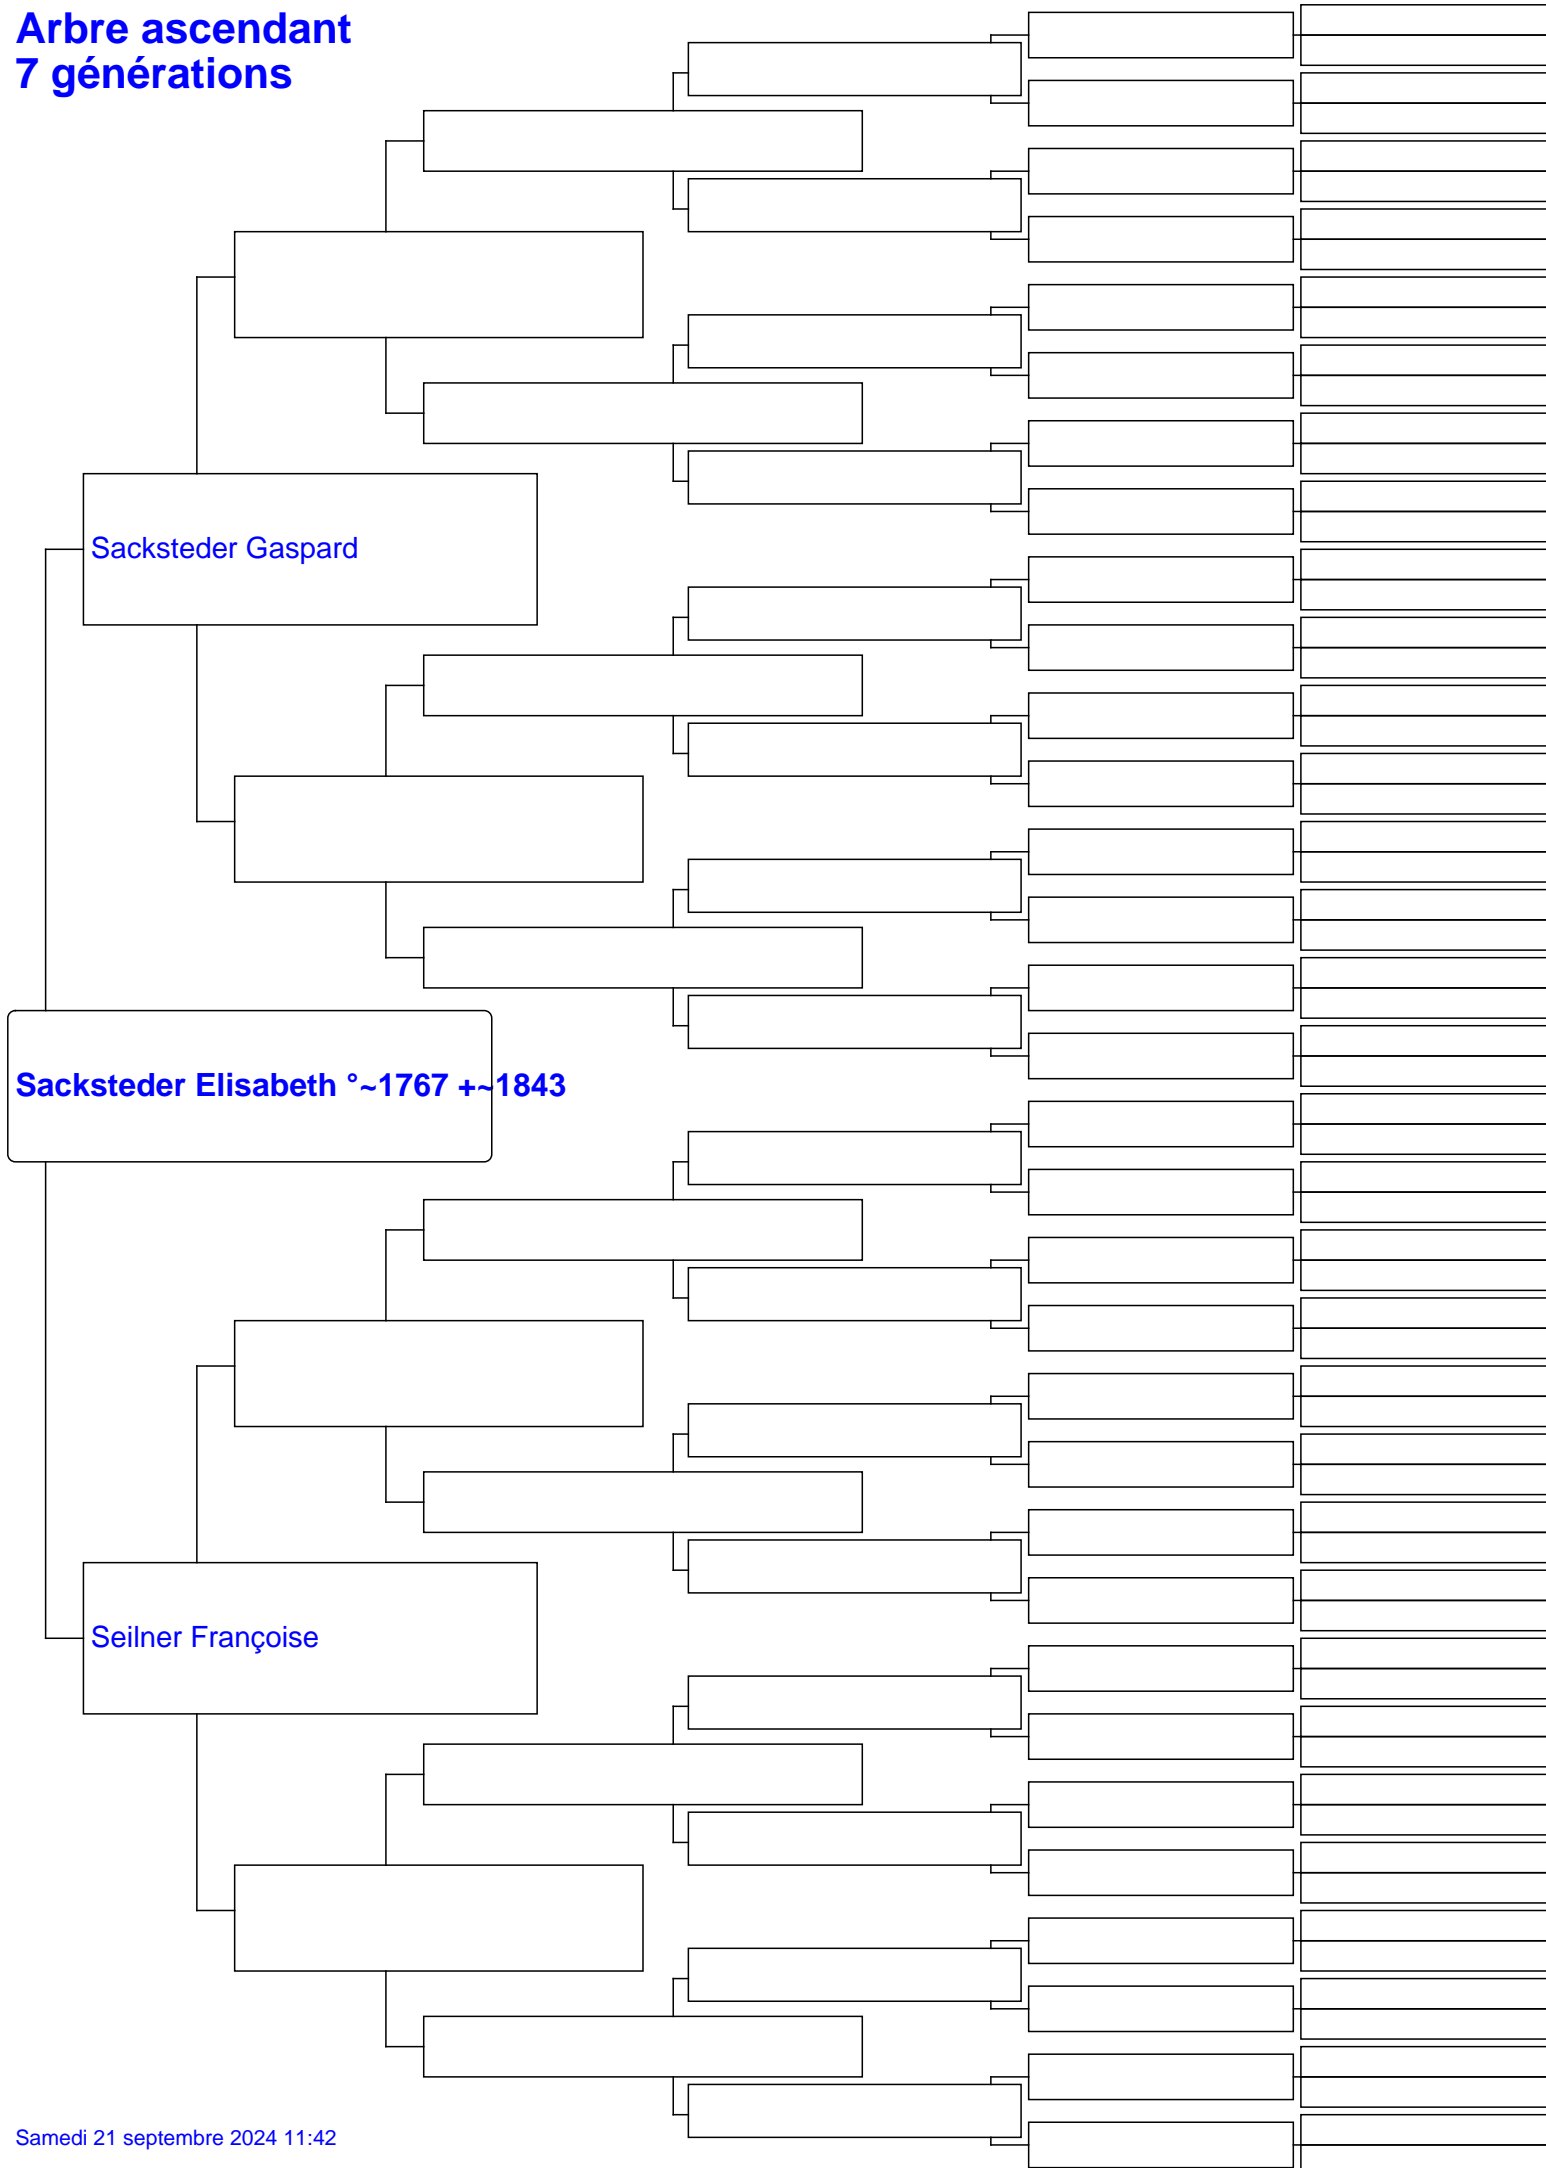 Arbre ascendant
7 générations
Sacksteder Gaspard
Sacksteder Elisabeth °~1767 +~1843
Seilner Françoise
Samedi 21 septembre 2024 11:42